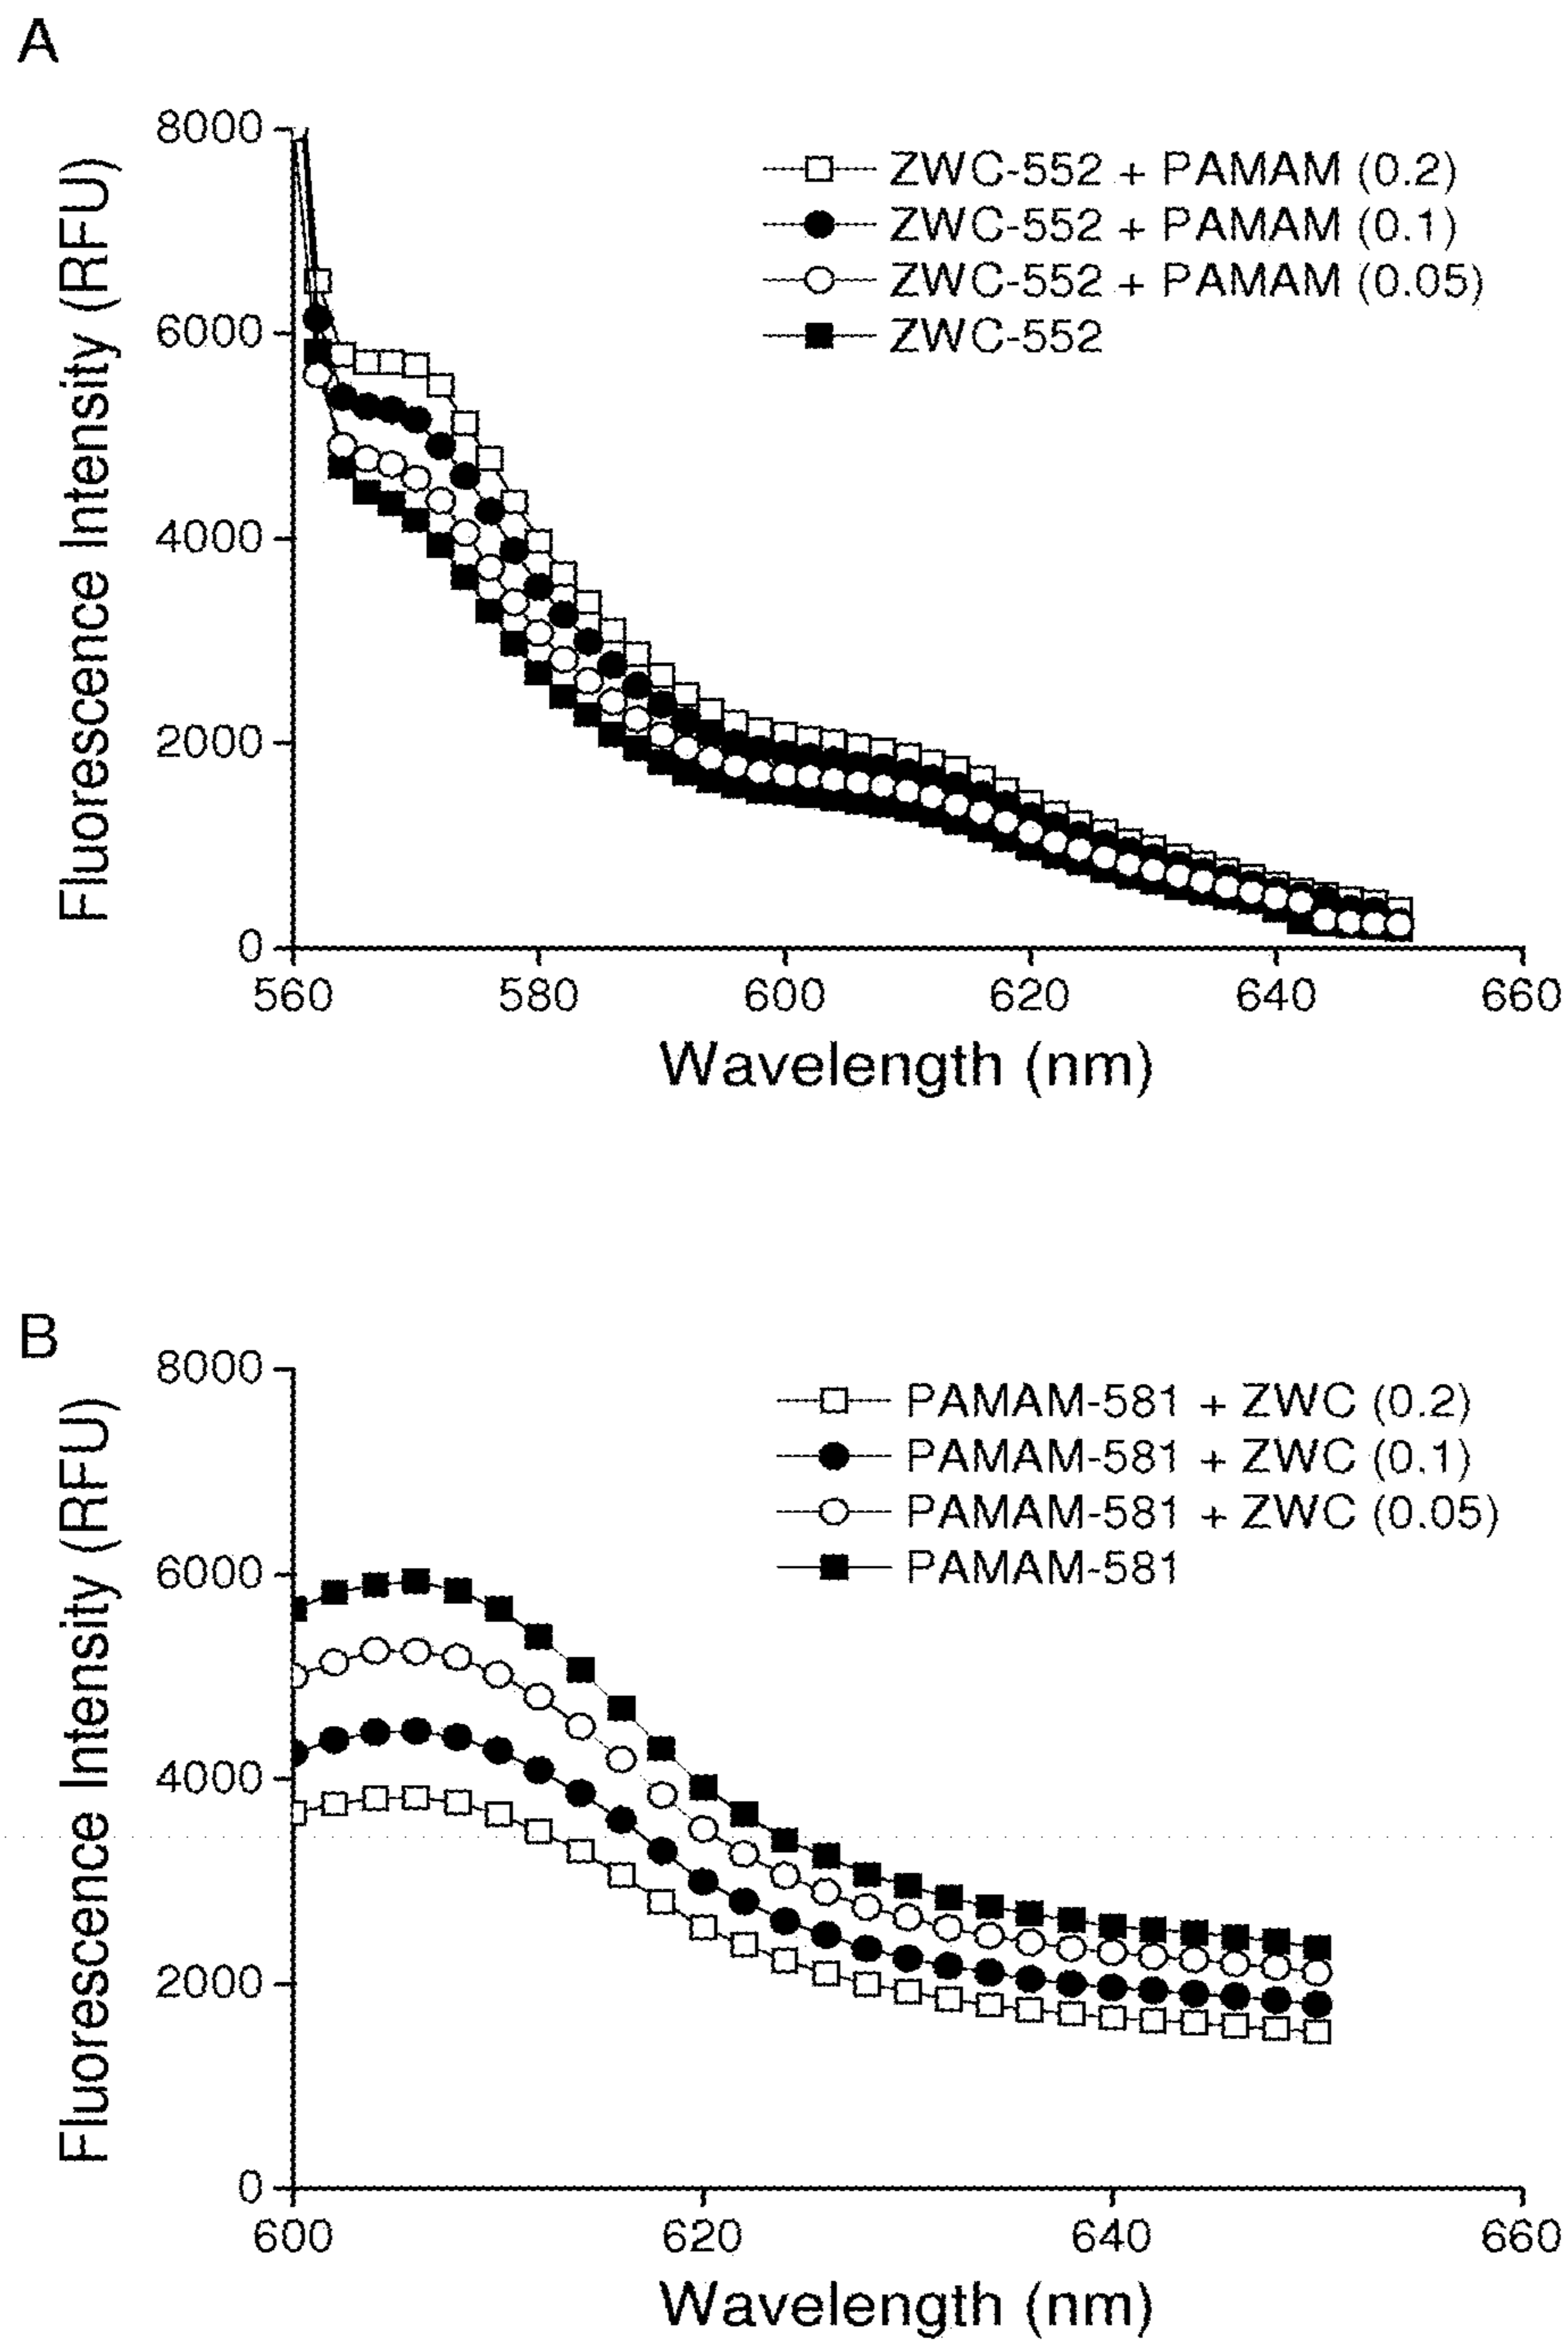 A
8000
6000
4000
2000
0
Fluorescence Intensity (RFU)
ZWC-552 + PAMAM (0.2)
ZWC-552 + PAMAM (0.1)
ZWC-552 + PAMAM (0.05)
ZWC-552
560 580 600 620 640 660
Wavelength (nm)
B
8000
6000
4000
2000
0
Fluorescence Intensity (RFU)
PAMAM-581 + ZWC (0.2)
PAMAM-581 + ZWC (0.1)
PAMAM-581 + ZWC (0.05)
PAMAM-581
600 620 640 660
Wavelength (nm)